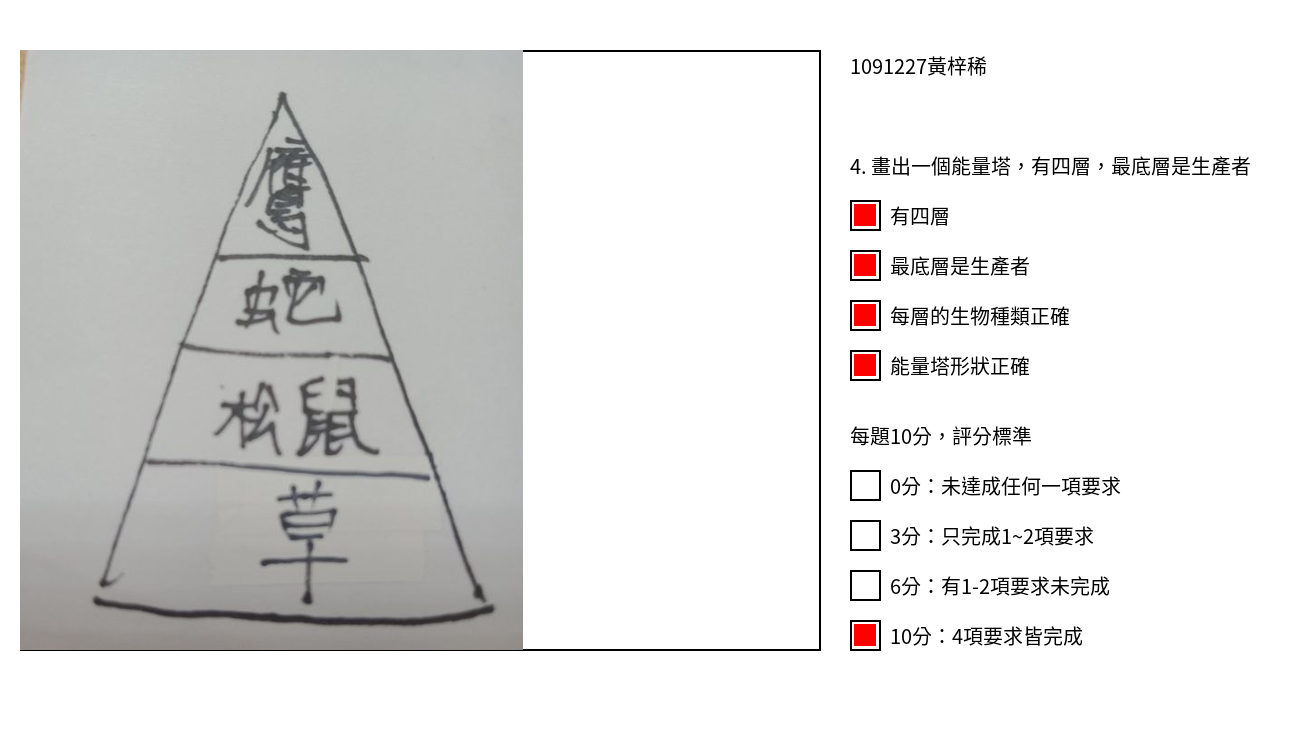 鷹
蛇
松鼠
草
1091227黃梓稀
4. 畫出一個能量塔，有四層，最底層是生產者
有四層
最底層是生產者
每層的生物種類正確
能量塔形狀正確
每題10分，評分標準
0分：未達成任何一項要求
3分：只完成1~2項要求
6分：有1-2項要求未完成
10分：4項要求皆完成